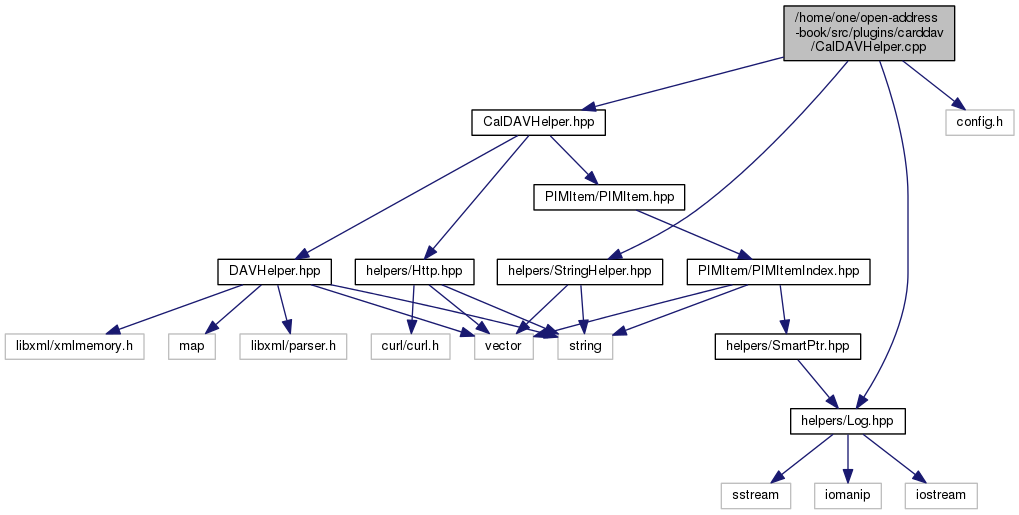 /home/one/open-address
-book/src/plugins/carddav
/CalDAVHelper.cpp
CalDAVHelper.hpp
config.h
PIMItem/PIMItem.hpp
DAVHelper.hpp
helpers/Http.hpp
helpers/StringHelper.hpp
PIMItem/PIMItemIndex.hpp
libxml/xmlmemory.h
map
libxml/parser.h
curl/curl.h
vector
string
helpers/SmartPtr.hpp
helpers/Log.hpp
sstream
iomanip
iostream